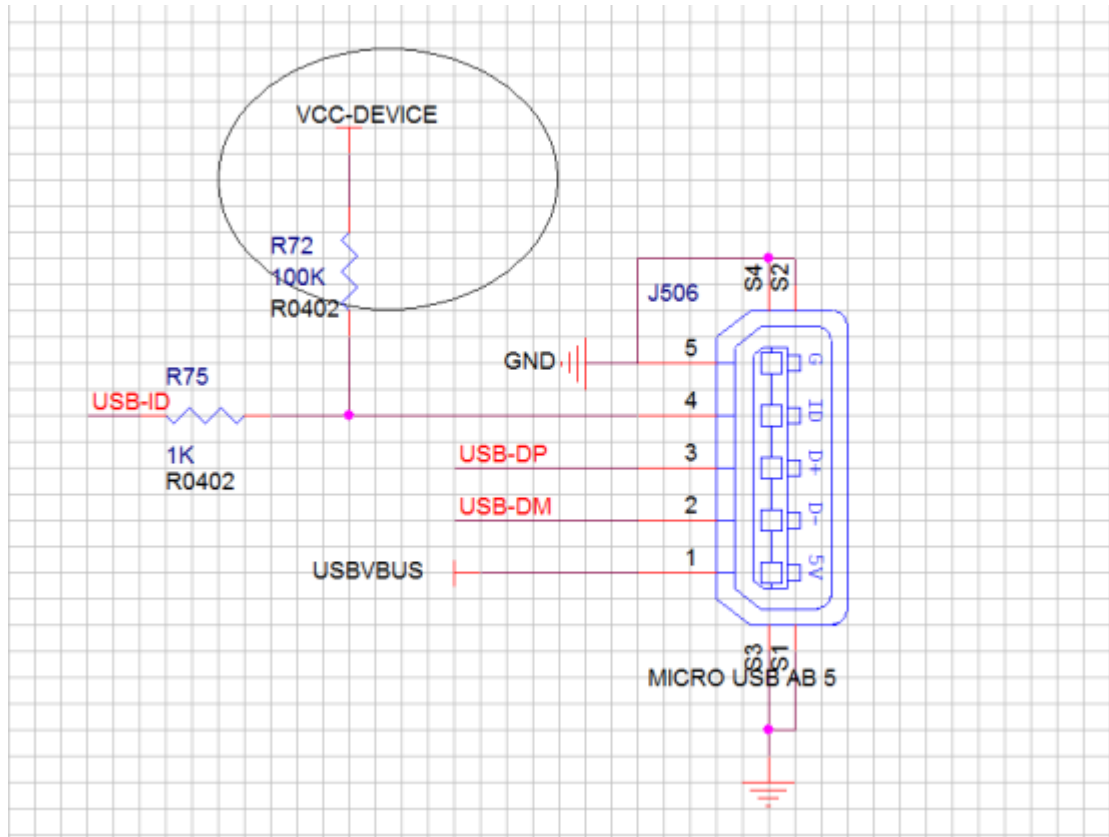 VCC-DEVICE
R72
100K
R0402
S4
S2
J506
5
G
GND
R75
USB-ID
4
ID
1K
R0402
USB-DP
3
D+
USB-DM
2
D-
USBVBUS
1
5V
S3
S1
MICRO USB AB 5